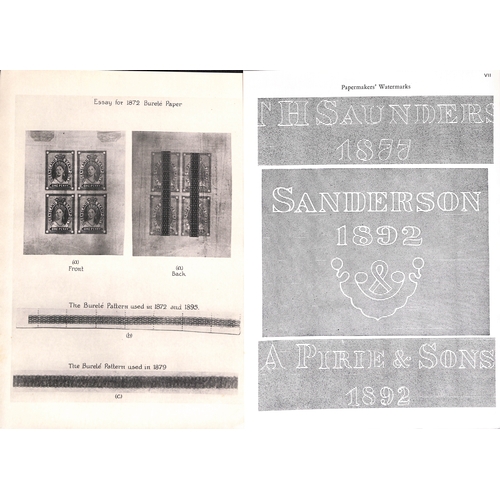 Essay for 1872 Burelé Paper
(a)
Front
(a)
Back
The Burelé Pattern used in 1872 and 1895.
(b)
The Burelé Pattern used in 1879
(C)
VII
Papermakers' Watermarks
T H SAUNDERS
1877
SANDERSON
1892
&
A PIRIE & SONS
1892